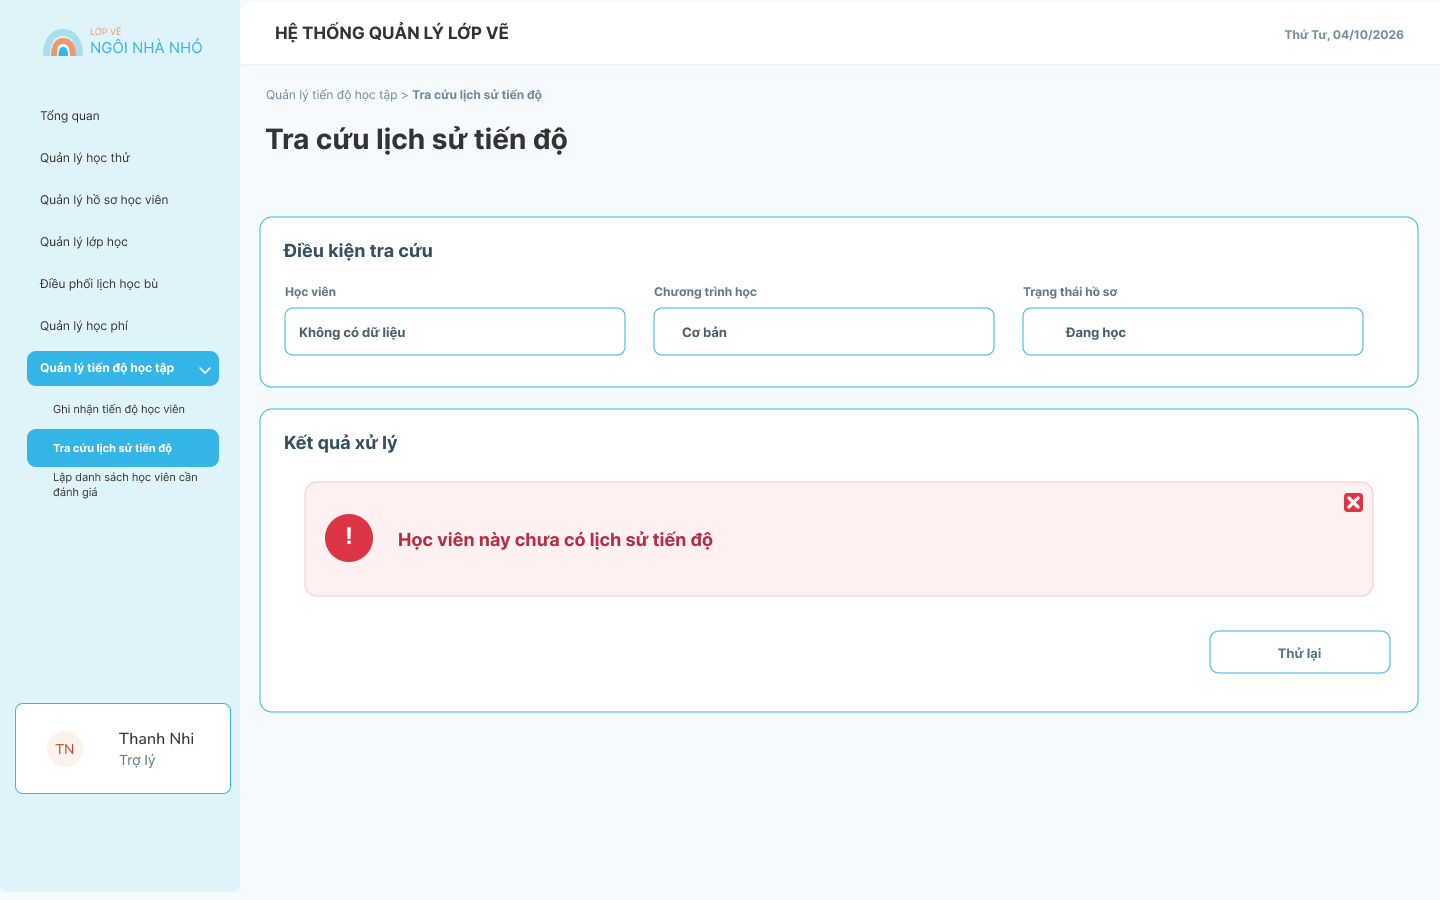 LỚP VẼ
NGÔI NHÀ NHỎ
HỆ THỐNG QUẢN LÝ LỚP VẼ
Thứ Tư, 04/10/2026
Tổng quan
Quản lý học thử
Quản lý hồ sơ học viên
Quản lý lớp học
Điều phối lịch học bù
Quản lý học phí
Quản lý tiến độ học tập
Ghi nhận tiến độ học viên
Tra cứu lịch sử tiến độ
Lập danh sách học viên cần
đánh giá
TN
Thanh Nhi
Trợ lý
Quản lý tiến độ học tập > Tra cứu lịch sử tiến độ
Tra cứu lịch sử tiến độ
Điều kiện tra cứu
Học viên
Không có dữ liệu
Chương trình học
Cơ bản
Trạng thái hồ sơ
Đang học
Kết quả xử lý
!
Học viên này chưa có lịch sử tiến độ
Thử lại